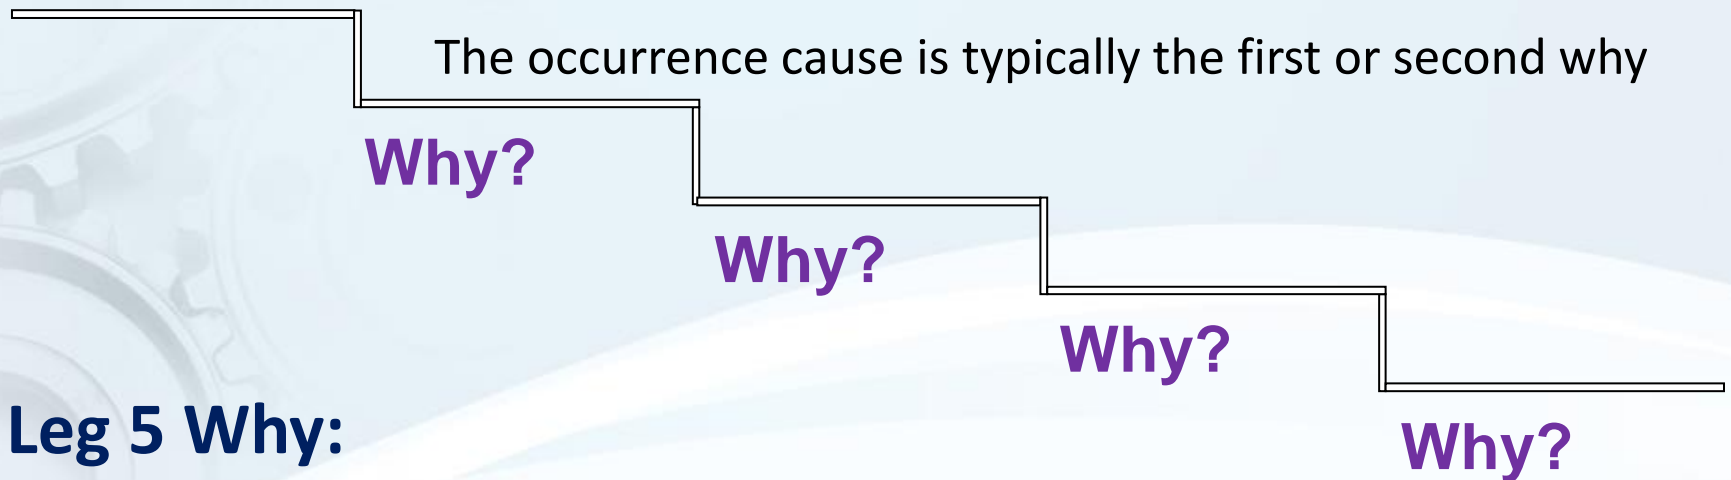 The occurrence cause is typically the first or second why
Why?
Why?
Why?
Leg 5 Why:
Why?